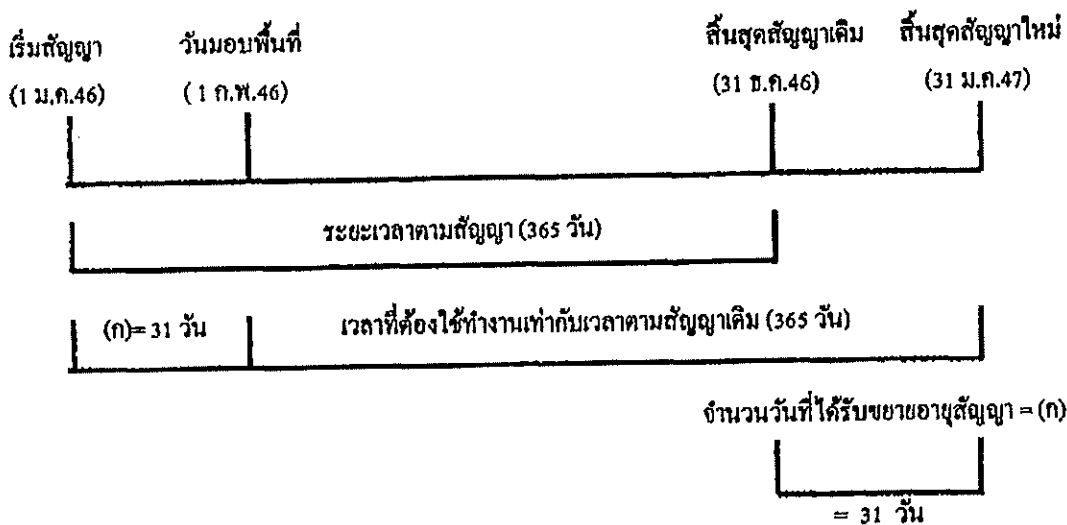 เริ่มสัญญา วันมอบพื้นที่ สิ้นสุดสัญญาเดิม สิ้นสุดสัญญาใหม่
(1 ม.ค.46) ( 1 ก.พ.46) (31 ธ.ค.46) (31 ม.ค.47)
ระยะเวลาตามสัญญา (365 วัน)
(ก)= 31 วัน เวลาที่ต้องใช้ทำงานเท่ากับเวลาตามสัญญาเดิม (365 วัน)
จำนวนวันที่ได้รับขยายอายุสัญญา = (ก)
= 31 วัน